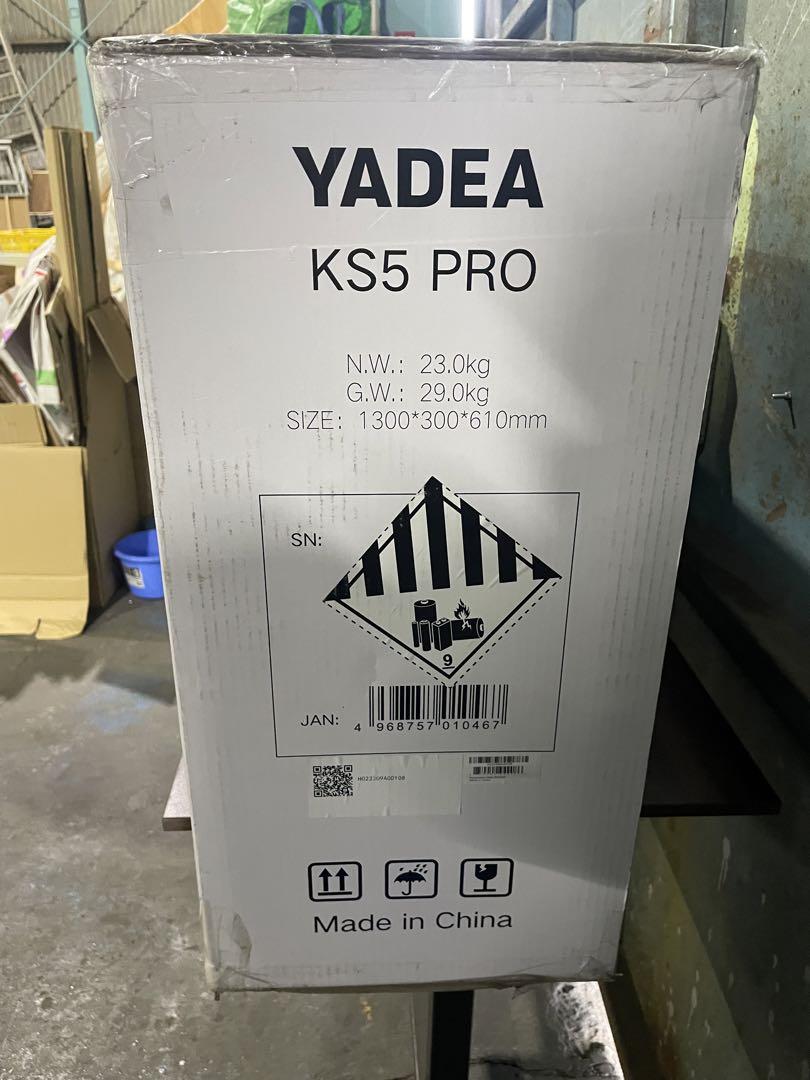 YADEA
KS5 PRO
N.W.: 23.0kg
G.W.: 29.0kg
SIZE: 1300*300*610mm
SN:
9
JAN:
4 968757 010467
Made in China